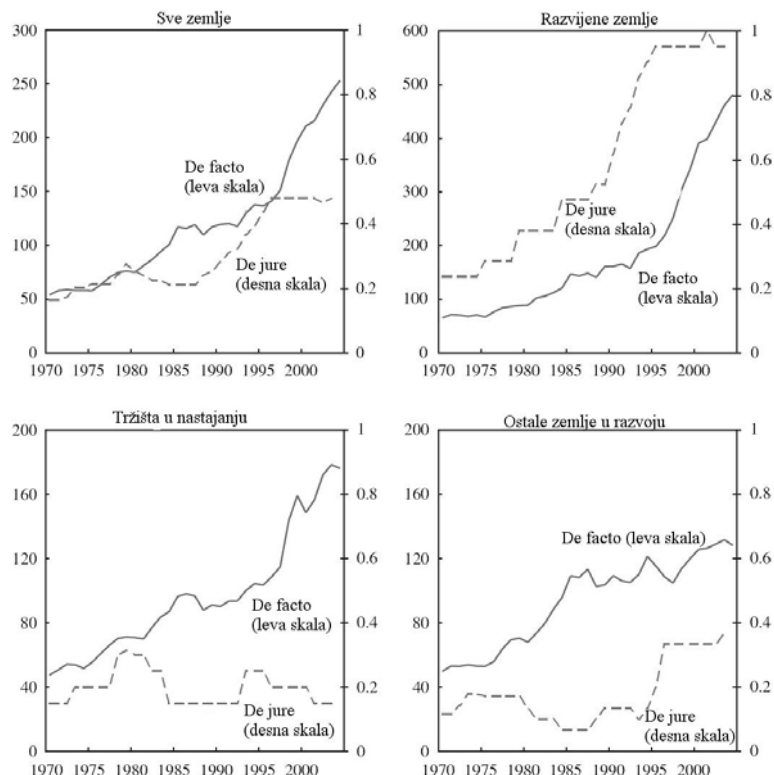 Sve zemlje
300
250
200
150
100
50
0
1
0.8
0.6
0.4
0.2
0
De facto
(leva skala)
De jure
(desna skala)
1970 1975 1980 1985 1990 1995 2000
Razvijene zemlje
600
500
400
300
200
100
0
1
0.8
0.6
0.4
0.2
0
De jure
(desna skala)
De facto
(leva skala)
1970 1975 1980 1985 1990 1995 2000
Tržišta u nastajanju
200
160
120
80
40
0
1
0.8
0.6
0.4
0.2
0
De facto
(leva skala)
De jure
(desna skala)
1970 1975 1980 1985 1990 1995 2000
Ostale zemlje u razvoju
200
160
120
80
40
0
1
0.8
0.6
0.4
0.2
0
De facto (leva skala)
De jure
(desna skala)
1970 1975 1980 1985 1990 1995 2000